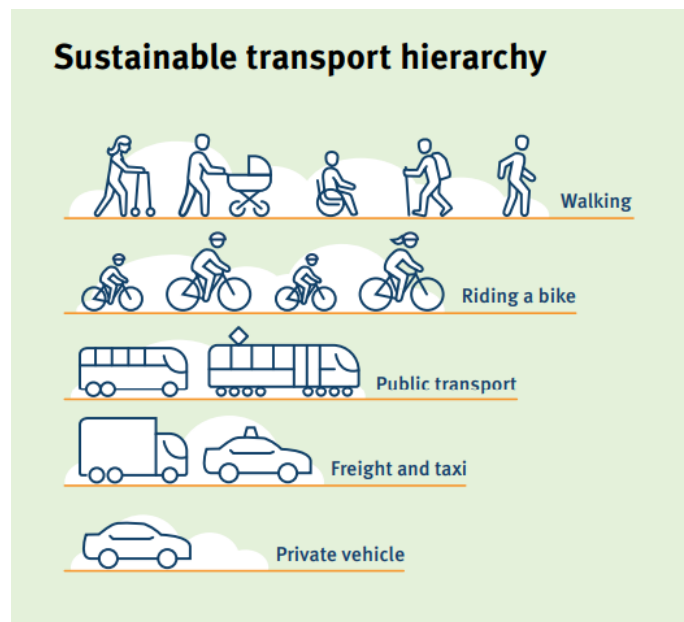 Sustainable transport hierarchy
Walking
Riding a bike
Public transport
Freight and taxi
Private vehicle